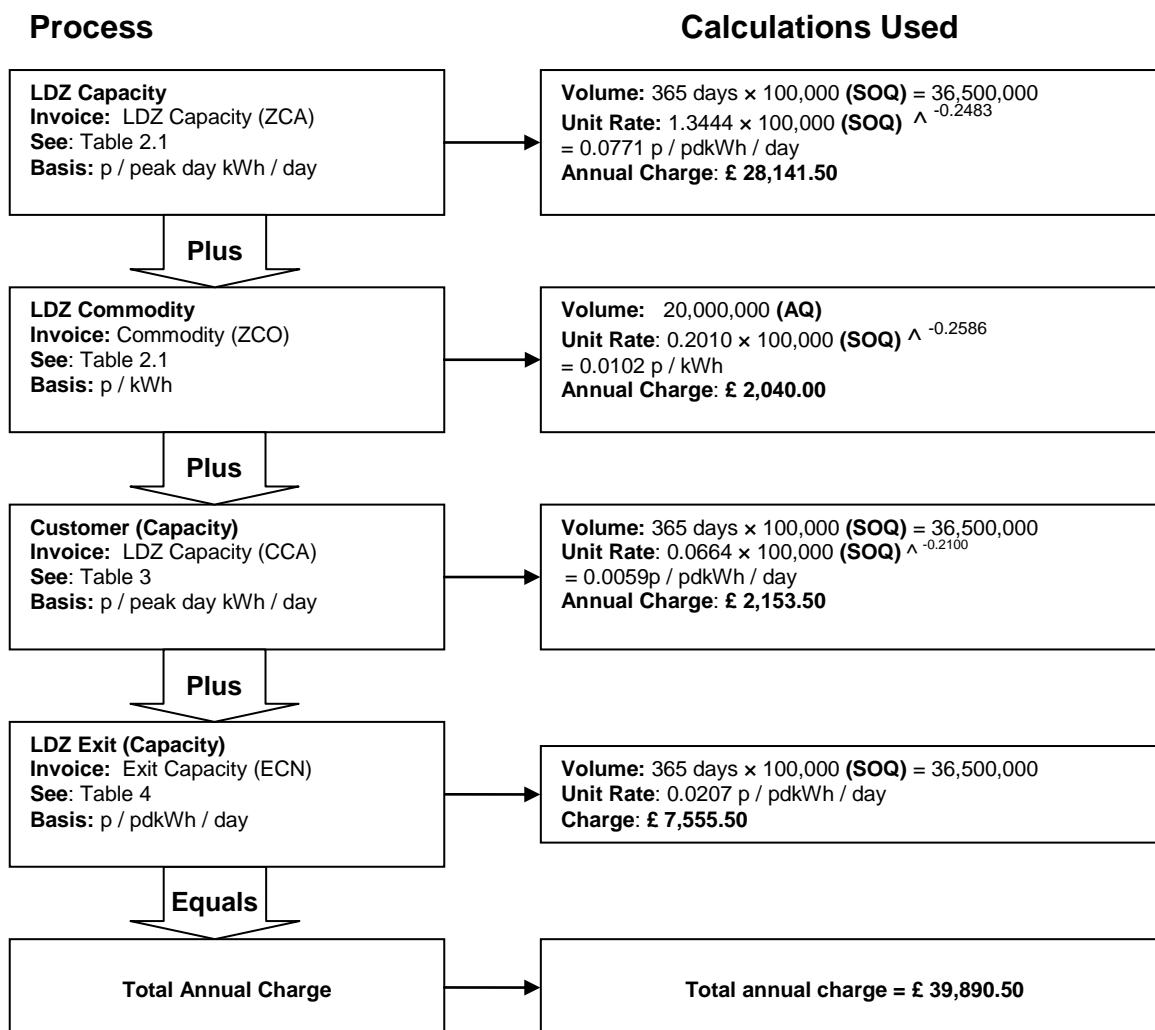 Process
Calculations Used
LDZ Capacity
Invoice: LDZ Capacity (ZCA)
See: Table 2.1
Basis: p / peak day kWh / day
Volume: 365 days × 100,000 (SOQ) = 36,500,000
Unit Rate: 1.3444 × 100,000 (SOQ) ^ -0.2483
= 0.0771 p / pdkWh / day
Annual Charge: £ 28,141.50
Plus
LDZ Commodity
Invoice: Commodity (ZCO)
See: Table 2.1
Basis: p / kWh
Volume: 20,000,000 (AQ)
Unit Rate: 0.2010 × 100,000 (SOQ) ^ -0.2586
= 0.0102 p / kWh
Annual Charge: £ 2,040.00
Plus
Customer (Capacity)
Invoice: LDZ Capacity (CCA)
See: Table 3
Basis: p / peak day kWh / day
Volume: 365 days × 100,000 (SOQ) = 36,500,000
Unit Rate: 0.0664 × 100,000 (SOQ) ^ -0.2100
= 0.0059p / pdkWh / day
Annual Charge: £ 2,153.50
Plus
LDZ Exit (Capacity)
Invoice: Exit Capacity (ECN)
See: Table 4
Basis: p / pdkWh / day
Volume: 365 days × 100,000 (SOQ) = 36,500,000
Unit Rate: 0.0207 p / pdkWh / day
Charge: £ 7,555.50
Equals
Total Annual Charge
Total annual charge = £ 39,890.50